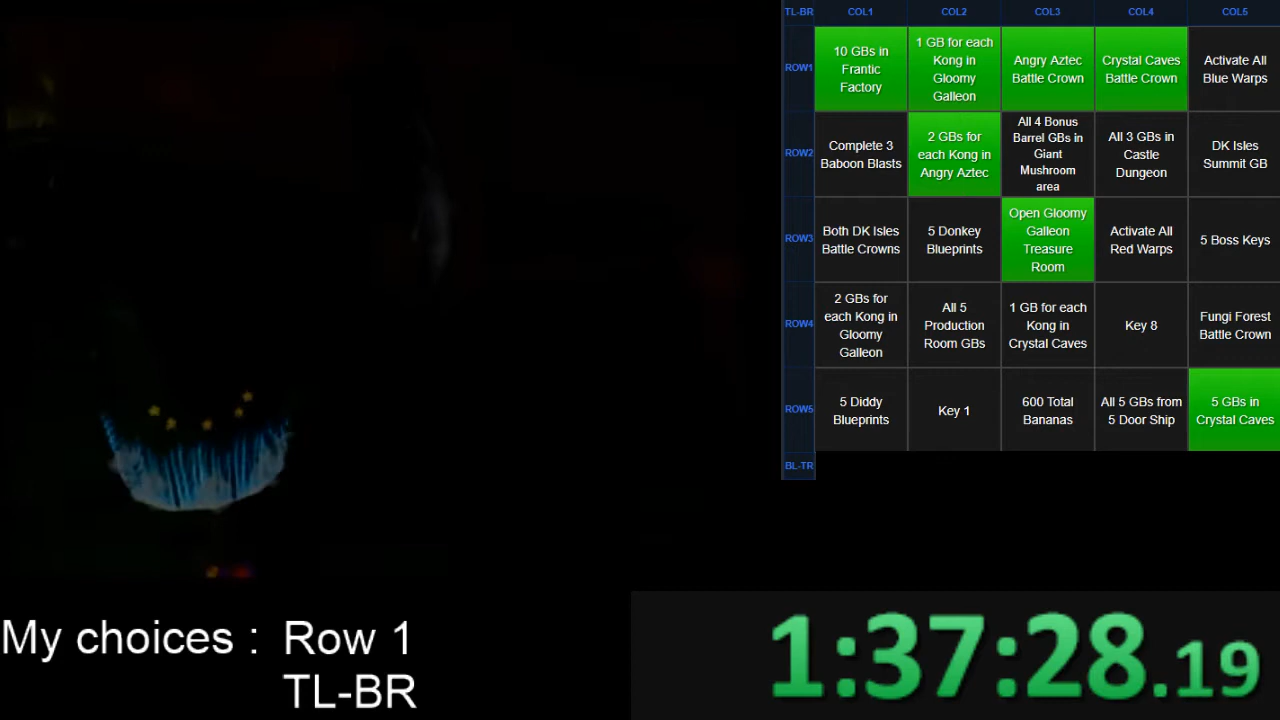 TL-BR COL1 COL2 COL3 COL4 COL5
ROW1
10 GBs in
Frantic
Factory
1 GB for each
Kong in
Gloomy
Galleon
Angry Aztec
Battle Crown
Crystal Caves
Battle Crown
Activate All
Blue Warps
ROW2
Complete 3
Baboon Blasts
2 GBs for
each Kong in
Angry Aztec
All 4 Bonus
Barrel GBs in
Giant
Mushroom
area
All 3 GBs in
Castle
Dungeon
DK Isles
Summit GB
ROW3
Both DK Isles
Battle Crowns
5 Donkey
Blueprints
Open Gloomy
Galleon
Treasure
Room
Activate All
Red Warps
5 Boss Keys
ROW4
2 GBs for
each Kong in
Gloomy
Galleon
All 5
Production
Room GBs
1 GB for each
Kong in
Crystal Caves
Key 8
Fungi Forest
Battle Crown
ROW5
5 Diddy
Blueprints
Key 1
600 Total
Bananas
All 5 GBs from
5 Door Ship
5 GBs in
Crystal Caves
BL-TR
My choices : Row 1
TL-BR
1:37:28.19